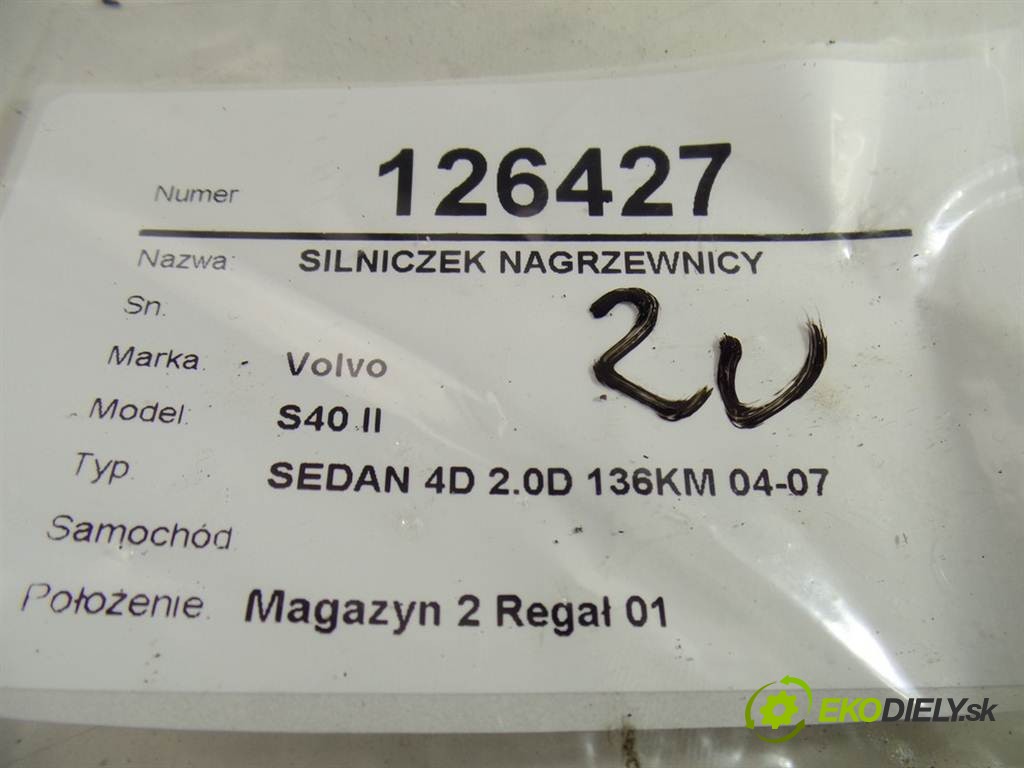 Numer 126427
Nazwa: SILNICZEK NAGRZEWNICY
Sn.
20
Marka. Volvo
Model: S40 II
Typ. SEDAN 4D 2.0D 136KM 04-07
Samochód
Położenie. Magazyn 2 Regał 01
EKODIELY.sk